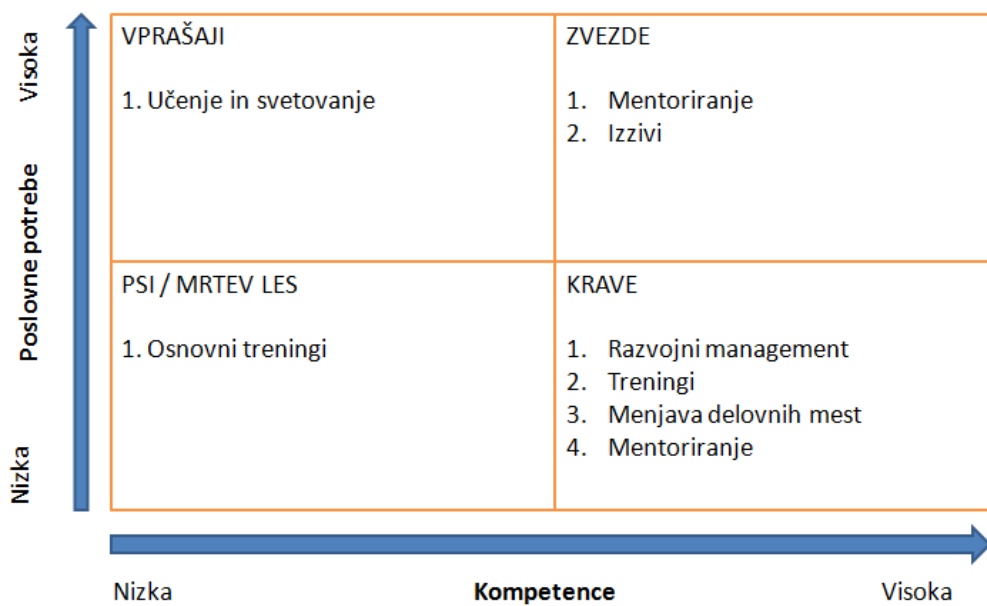 Visoka
Poslovne potrebe
Nizka
VPRAŠAJI
1. Učenje in svetovanje
ZVEZDE
1. Mentoriranje
2. Izzivi
PSI / MRTEV LES
1. Osnovni treningi
KRAVE
1. Razvojni management
2. Treningi
3. Menjava delovnih mest
4. Mentoriranje
Nizka
Kompetence
Visoka